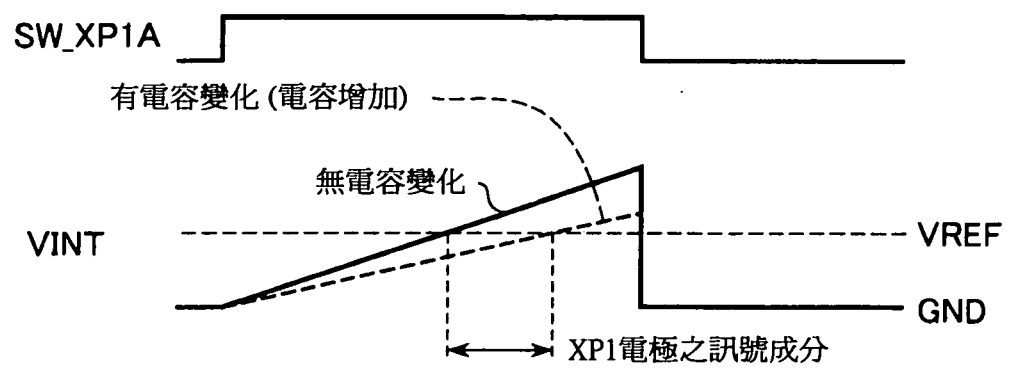 SW_XP1A
有電容變化 (電容增加)
無電容變化
VINT
VREF
GND
XP1電極之訊號成分